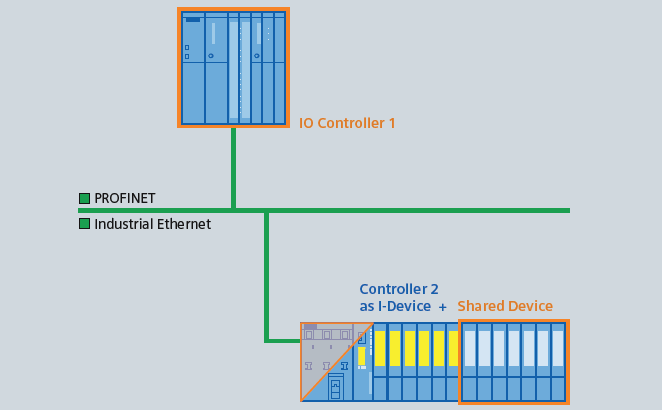 IO Controller 1
PROFINET
Industrial Ethernet
Controller 2
as I-Device + Shared Device